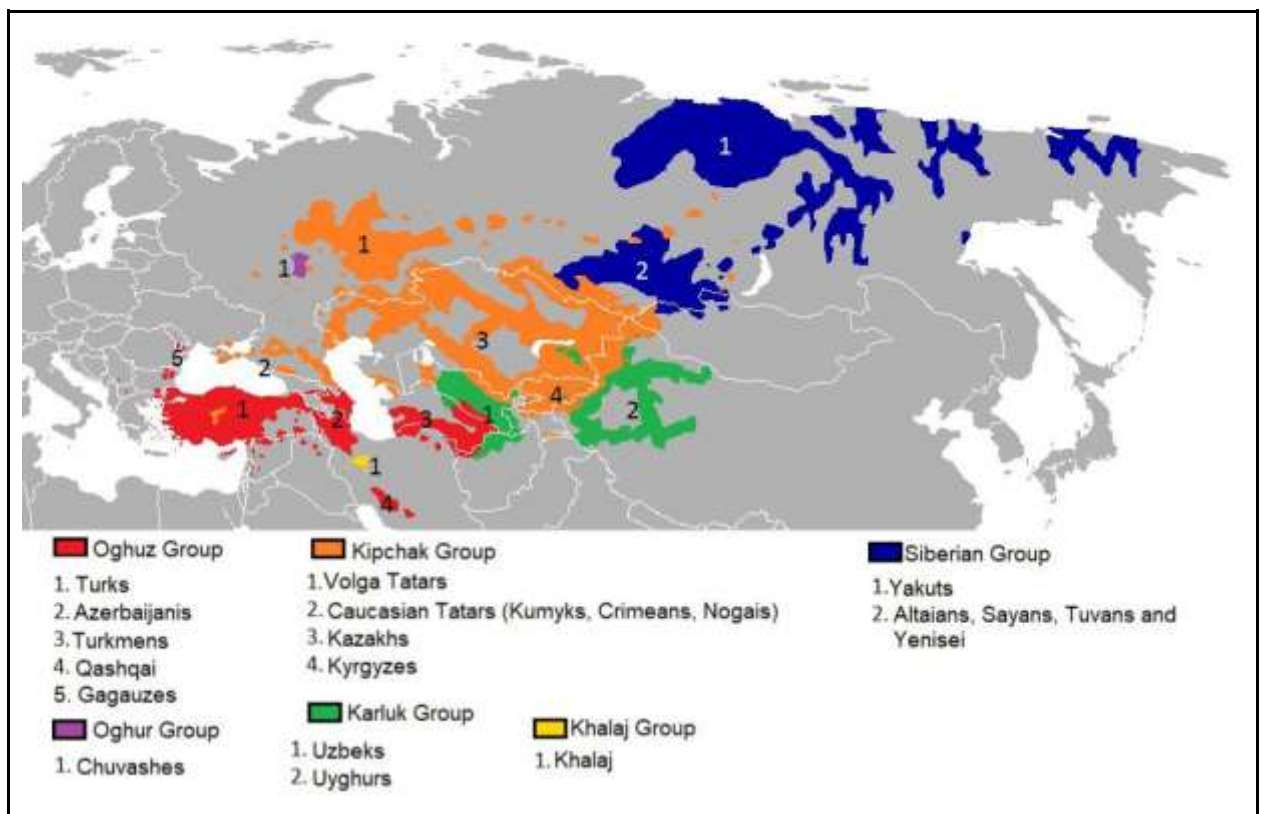 1
1
1
2
3
5
2
4
1
2
3
1
2
1
4
Oghuz Group
1. Turks
2. Azerbaijanis
3. Turkmens
4. Qashqai
5. Gagauzes
Oghur Group
1. Chuvashes
Kipchak Group
1. Volga Tatars
2. Caucasian Tatars (Kumyks, Crimeans, Nogais)
3. Kazakhs
4. Kyrgyzes
Karluk Group
1. Uzbeks
2. Uyghurs
Khalaj Group
1. Khalaj
Siberian Group
1. Yakuts
2. Altaians, Sayans, Tuvans and
Yenisei